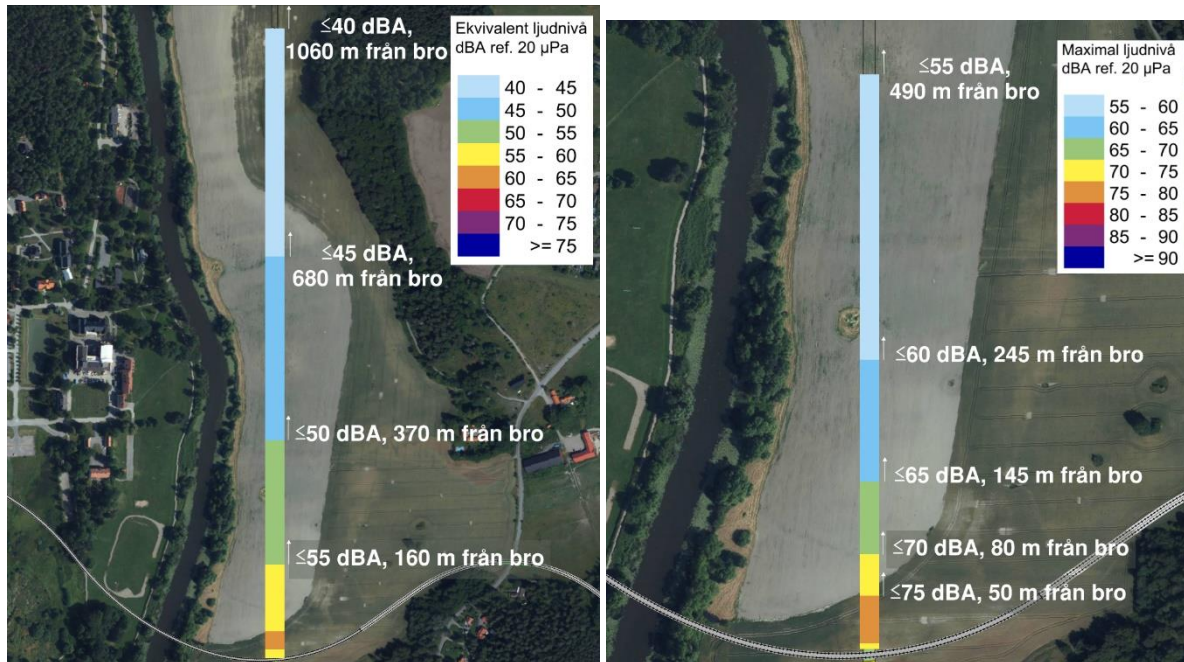 ≤40 dBA,
1060 m från bro
Ekvivalent ljudnivå
dBA ref. 20 µPa
40 - 45
45 - 50
50 - 55
55 - 60
60 - 65
65 - 70
70 - 75
>= 75
≤45 dBA,
680 m från bro
≤50 dBA, 370 m från bro
≤55 dBA, 160 m från bro
≤55 dBA,
490 m från bro
Maximal ljudnivå
dBA ref. 20 µPa
55 - 60
60 - 65
65 - 70
70 - 75
75 - 80
80 - 85
85 - 90
>= 90
≤60 dBA, 245 m från bro
≤65 dBA, 145 m från bro
≤70 dBA, 80 m från bro
≤75 dBA, 50 m från bro